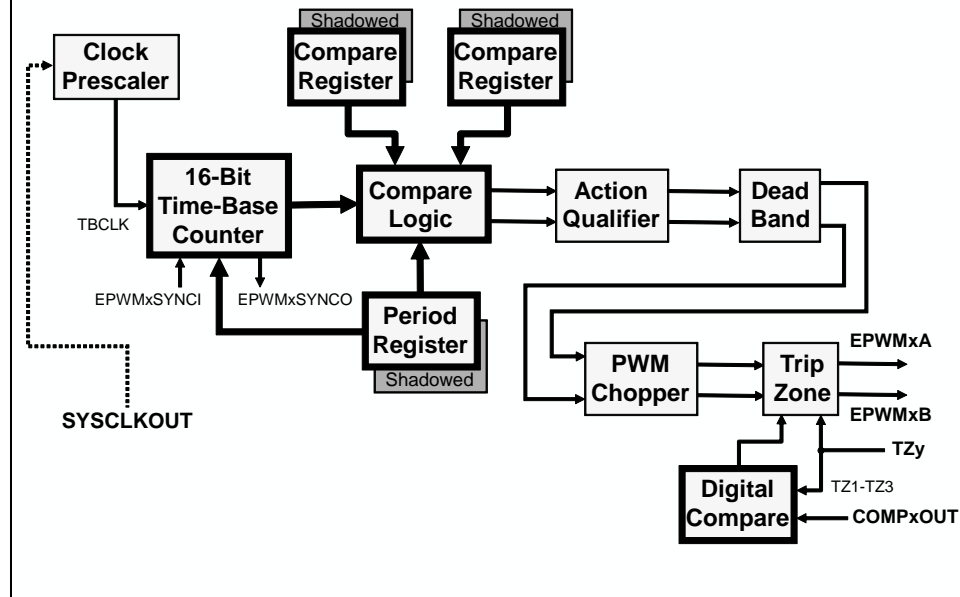 Shadowed
Shadowed
Clock
Prescaler
Compare
Register
Compare
Register
16-Bit
Time-Base
Counter
Compare
Logic
Action
Qualifier
Dead
Band
TBCLK
EPWMxSYNCI
EPWMxSYNCO
Period
Register
Shadowed
SYSCLKOUT
PWM
Chopper
Trip
Zone
EPWMxA
EPWMxB
TZy
TZ1-TZ3
Digital
Compare
COMPxOUT